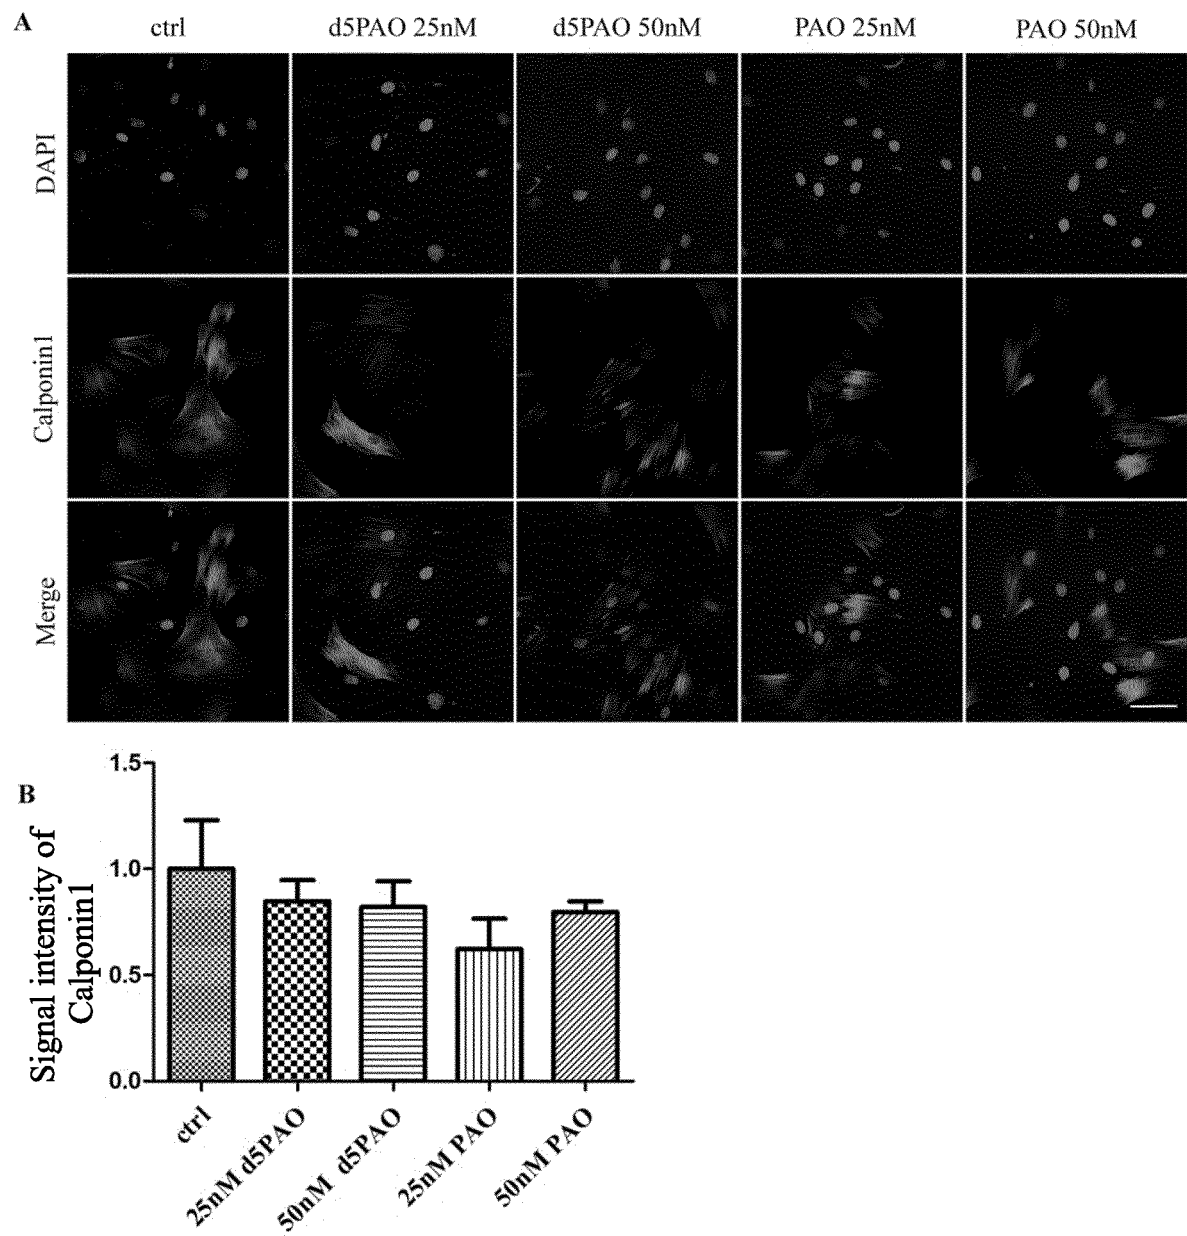 A
ctrl
d5PAO 25nM
d5PAO 50nM
PAO 25nM
PAO 50nM
DAPI
Calponin1
Merge
B
Signal intensity of
Calponin1
1.5
1.0
0.5
0.0
ctrl
25nM d5PAO
50nM d5PAO
25nM PAO
50nM PAO